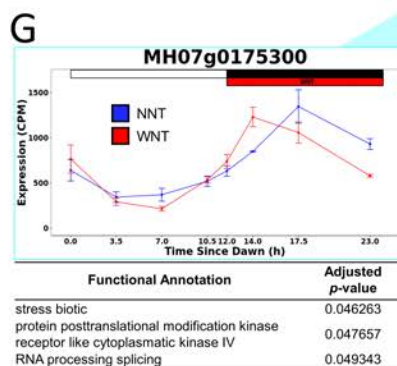 G
MH07g0175300
WNT
NNT
WNT
Expression (CPM)
1500
1000
500
0
0.0 3.5 7.0 10.5 12.0 14.0 17.5 23.0
Time Since Dawn (h)
Functional Annotation Adjusted p-value
stress biotic 0.046263
protein posttranslational modification kinase receptor like cytoplasmatic kinase IV 0.047657
RNA processing splicing 0.049343